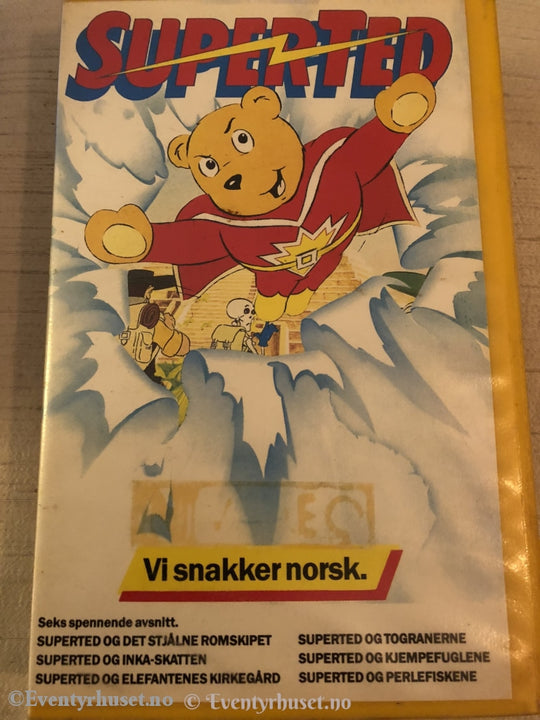 SUPERTED
Vi snakker norsk.
Seks spennende avsnitt.
SUPERTED OG DET STJÅLNE ROMSKIPET
SUPERTED OG INKA-SKATTEN
SUPERTED OG ELEFANTENES KIRKEGÅRD
SUPERTED OG TOGRANERNE
SUPERTED OG KJEMPEFUGLENE
SUPERTED OG PERLEFISKENE
© Eventyrhuset.no © Eventyrhuset.no